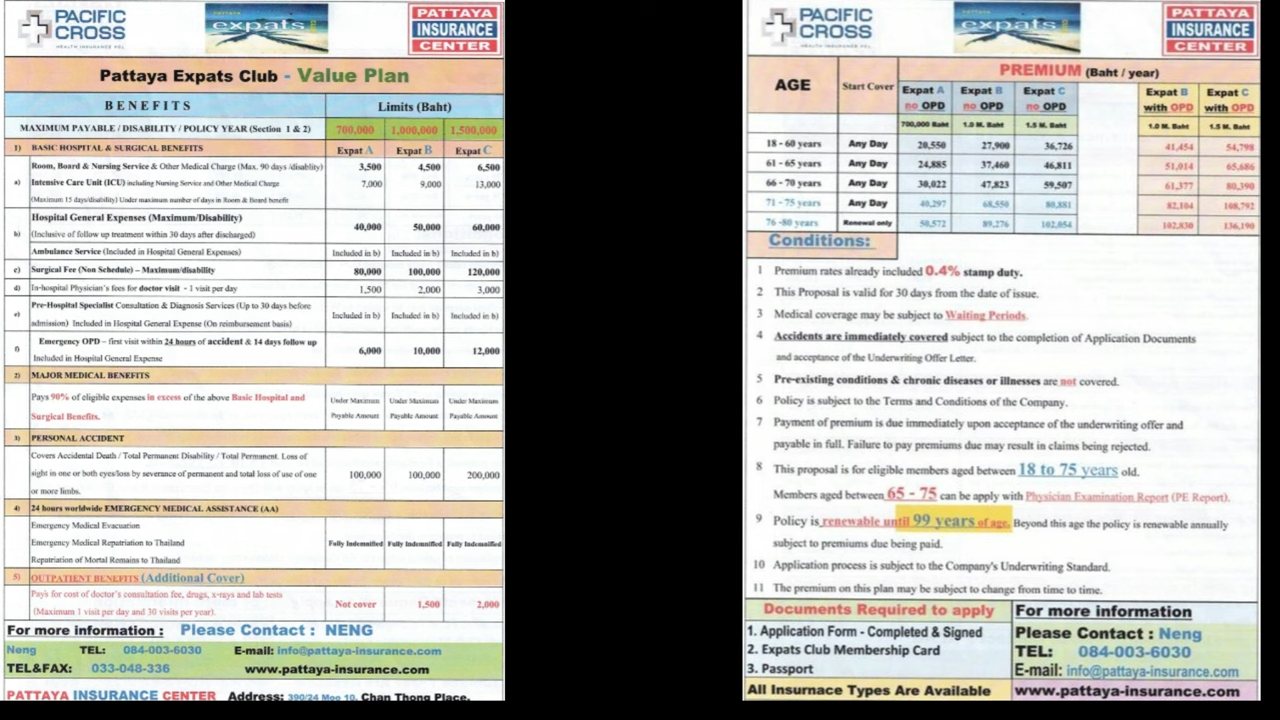 PACIFIC CROSS
HEALTH INSURANCE PCL
expats
PATTAYA INSURANCE CENTER
Pattaya Expats Club - Value Plan
BENEFITS Limits (Baht)
MAXIMUM PAYABLE / DISABILITY / POLICY YEAR (Section 1 & 2) 700,000 1,000,000 1,500,000
1) BASIC HOSPITAL & SURGICAL BENEFITS Expat A Expat B Expat C
a) Room, Board & Nursing Service & Other Medical Charge (Max. 90 days /disability) 3,500 4,500 6,500
Intensive Care Unit (ICU) including Nursing Service and Other Medical Charge 7,000 9,000 13,000
(Maximum 15 days/disability) Under maximum number of days in Room & Board benefit
b) Hospital General Expenses (Maximum/Disability) 40,000 50,000 60,000
(Inclusive of follow up treatment within 30 days after discharged)
Ambulance Service (Included in Hospital General Expenses) Included in b) Included in b) Included in b)
c) Surgical Fee (Non Schedule) – Maximum/disability 80,000 100,000 120,000
d) In-hospital Physician's fees for doctor visit - 1 visit per day 1,500 2,000 3,000
e) Pre-Hospital Specialist Consultation & Diagnosis Services (Up to 30 days before
admission) Included in Hospital General Expense (On reimbursement basis) Included in b) Included in b) Included in b)
f) Emergency OPD – first visit within 24 hours of accident & 14 days follow up
Included in Hospital General Expense 6,000 10,000 12,000
2) MAJOR MEDICAL BENEFITS
Pays 90% of eligible expenses in excess of the above Basic Hospital and
Surgical Benefits. Under Maximum Payable Amount Under Maximum Payable Amount Under Maximum Payable Amount
3) PERSONAL ACCIDENT
Covers Accidental Death / Total Permanent Disability / Total Permanent. Loss of
sight in one or both eyes/loss by severance of permanent and total loss of use of one 100,000 100,000 200,000
or more limbs.
4) 24 hours worldwide EMERGENCY MEDICAL ASSISTANCE (AA)
Emergency Medical Evacuation
Emergency Medical Repatriation to Thailand Fully Indemnified Fully Indemnified Fully Indemnified
Repatriation of Mortal Remains to Thailand
5) OUTPATIENT BENEFITS (Additional Cover)
Pays for cost of doctor's consultation fee, drugs, x-rays and lab tests
(Maximum 1 visit per day and 30 visits per year). Not cover 1,500 2,000
For more information : Please Contact : NENG
Neng TEL: 084-003-6030 E-mail: info@pattaya-insurance.com
TEL&FAX: 033-048-336 www.pattaya-insurance.com
PATTAYA INSURANCE CENTER Address: 390/24 Moo 10, Chan Thong Place,
PACIFIC CROSS
HEALTH INSURANCE PCL
expats
PATTAYA INSURANCE CENTER
AGE Start Cover PREMIUM (Baht / year)
Expat A no OPD Expat B no OPD Expat C no OPD Expat B with OPD Expat C with OPD
700,000 Baht 1.0 M. Baht 1.5 M. Baht 1.0 M. Baht 1.5 M. Baht
18 - 60 years Any Day 20,550 27,900 36,726 41,454 54,798
61 - 65 years Any Day 24,885 37,460 46,811 51,014 65,686
66 - 70 years Any Day 30,022 47,823 59,507 61,377 80,390
71 - 75 years Any Day 40,297 68,550 80,881 82,104 108,792
76 -80 years Renewal only 50,572 89,276 102,054 102,830 136,190
Conditions:
1 Premium rates already included 0.4% stamp duty.
2 This Proposal is valid for 30 days from the date of issue.
3 Medical coverage may be subject to Waiting Periods.
4 Accidents are immediately covered subject to the completion of Application Documents
and acceptance of the Underwriting Offer Letter.
5 Pre-existing conditions & chronic diseases or illnesses are not covered.
6 Policy is subject to the Terms and Conditions of the Company.
7 Payment of premium is due immediately upon acceptance of the underwriting offer and
payable in full. Failure to pay premiums due may result in claims being rejected.
8 This proposal is for eligible members aged between 18 to 75 years old.
Members aged between 65 - 75 can be apply with Physician Examination Report (PE Report).
9 Policy is renewable until 99 years of age. Beyond this age the policy is renewable annually
subject to premiums due being paid.
10 Application process is subject to the Company's Underwriting Standard.
11 The premium on this plan may be subject to change from time to time.
Documents Required to apply
1. Application Form - Completed & Signed
2. Expats Club Membership Card
3. Passport
All Insurnace Types Are Available
For more information
Please Contact : Neng
TEL: 084-003-6030
E-mail: info@pattaya-insurance.com
www.pattaya-insurance.com